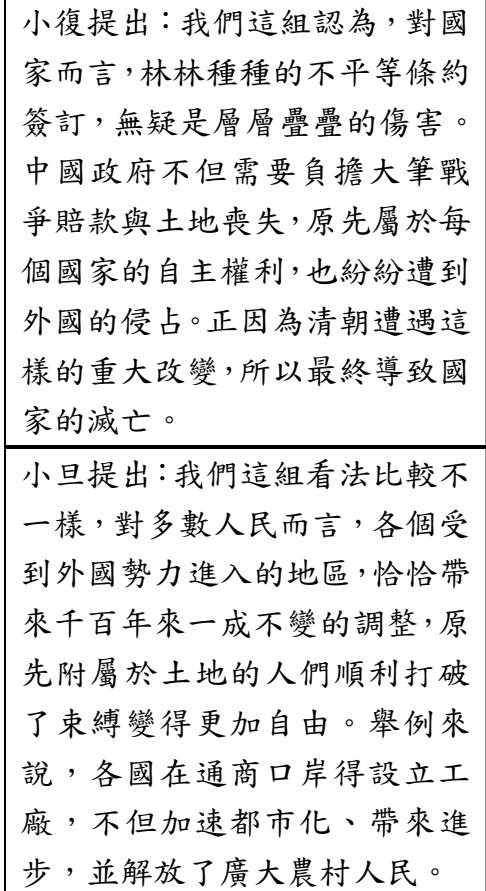 小復提出：我們這組認為，對國
家而言，林林種種的不平等條約
簽訂，無疑是層層疊疊的傷害。
中國政府不但需要負擔大筆戰
爭賠款與土地喪失，原先屬於每
個國家的自主權利，也紛紛遭到
外國的侵占。正因為清朝遭遇這
樣的重大改變，所以最終導致國
家的滅亡。
小旦提出：我們這組看法比較不
一樣，對多數人民而言，各個受
到外國勢力進入的地區，恰恰帶
來千百年來一成不變的調整，原
先附屬於土地的人們順利打破
了束縛變得更加自由。舉例來
說，各國在通商口岸得設立工
廠，不但加速都市化、帶來進
步，並解放了廣大農村人民。